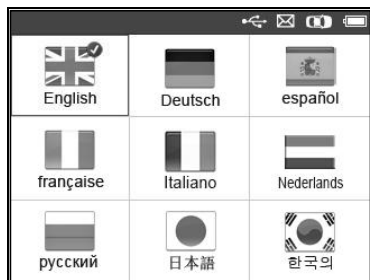 English
Deutsch
español
française
Italiano
Nederlands
русский
日本語
한국의